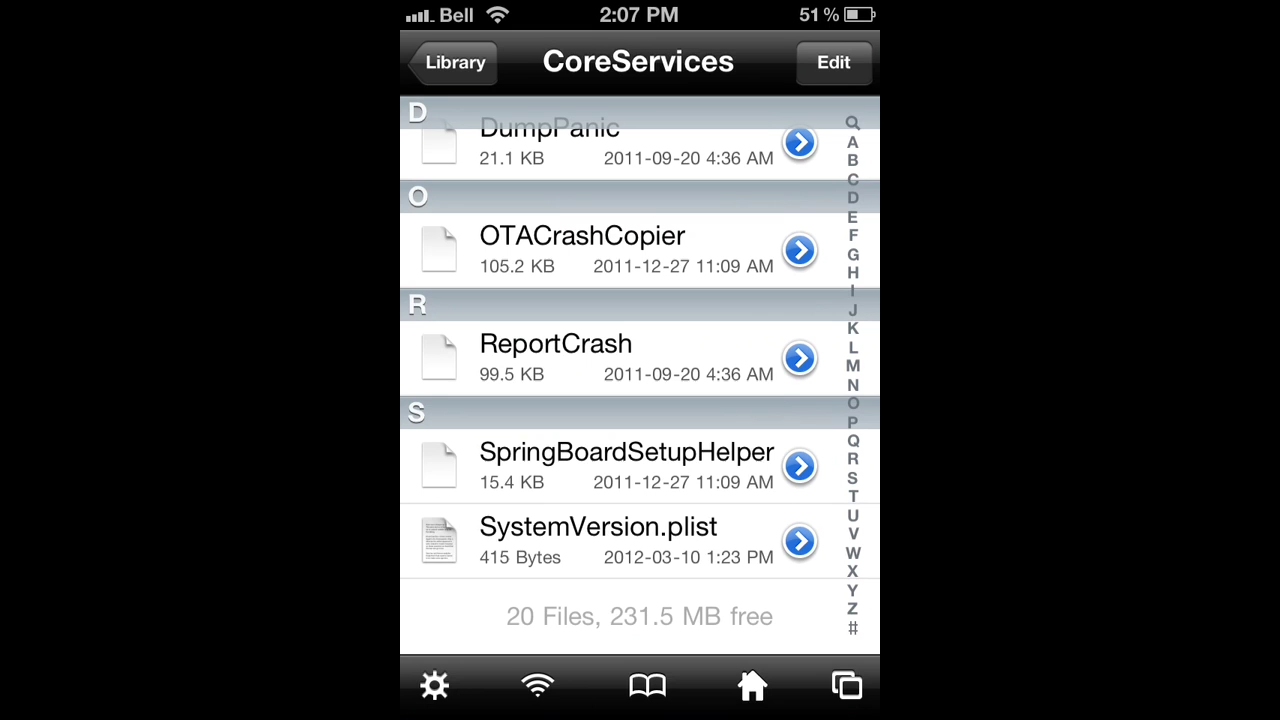 Bell 2:07 PM 51 %
Library CoreServices Edit
D
DumpPanic
21.1 KB 2011-09-20 4:36 AM
O
OTACrashCopier
105.2 KB 2011-12-27 11:09 AM
R
ReportCrash
99.5 KB 2011-09-20 4:36 AM
S
SpringBoardSetupHelper
15.4 KB 2011-12-27 11:09 AM
SystemVersion.plist
415 Bytes 2012-03-10 1:23 PM
20 Files, 231.5 MB free
A
B
C
D
E
F
G
H
I
J
K
L
M
N
O
P
Q
R
S
T
U
V
W
X
Y
Z
#